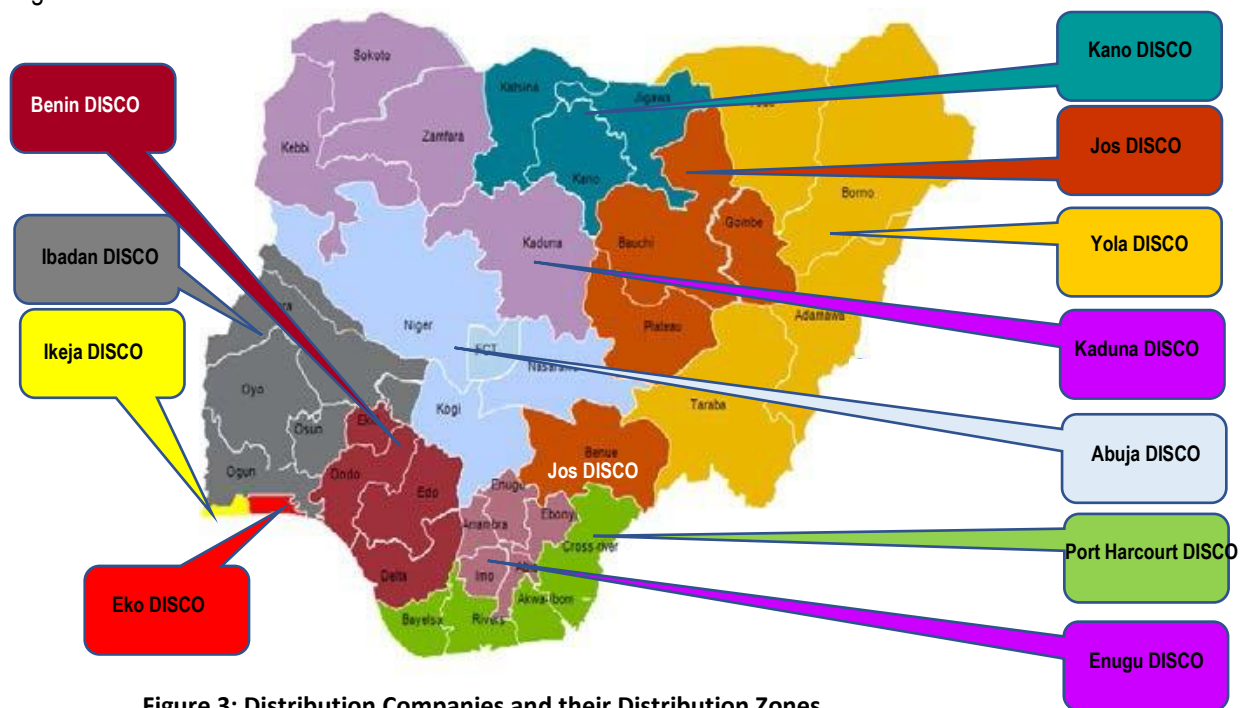 Kano DISCO
Sokoto
Katsina
Jigawa
Benin DISCO
Zamfara
Kebbi
Jos DISCO
Kano
Borno
Kaduna
Bauchi
Gombe
Yola DISCO
Ibadan DISCO
Niger
Plateau
Adamawa
Ikeja DISCO
FCT
Nasarawa
Kaduna DISCO
Oyo
Kogi
Taraba
Osun
Abuja DISCO
Ogun
Ondo
Edo
Benue
Jos DISCO
Enugu
Anambra
Ebony
Cross-river
Port Harcourt DISCO
Delta
Imo
Eko DISCO
Akwa-Ibom
Bayelsa
Rivers
Enugu DISCO
Figure 3: Distribution Companies and their Distribution Zones